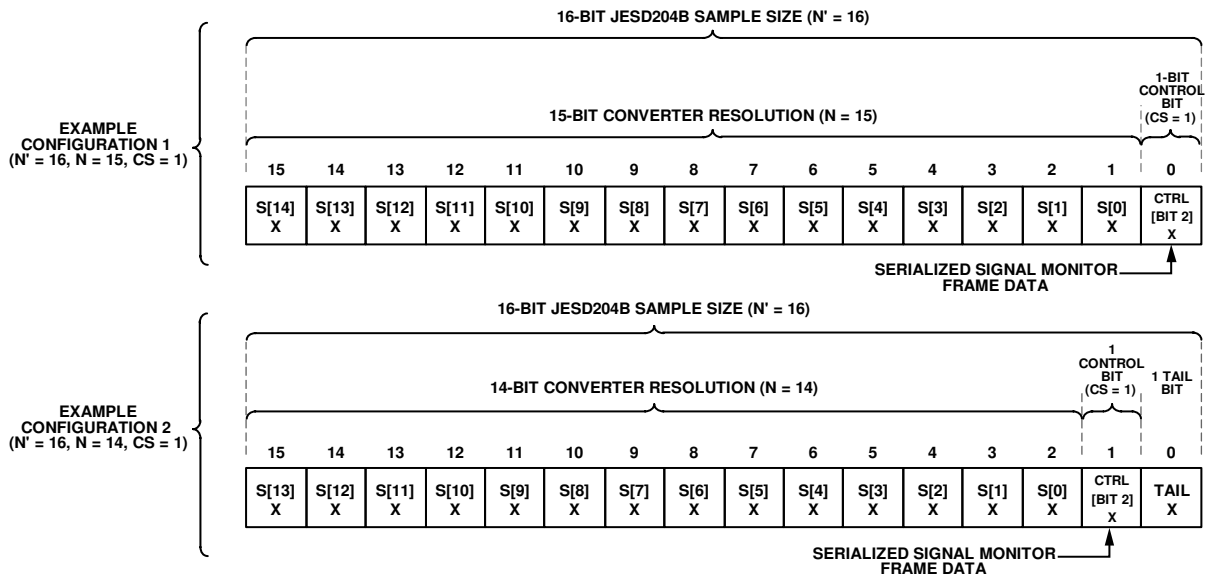 16-BIT JESD204B SAMPLE SIZE (N' = 16)
1-BIT
CONTROL
BIT
(CS = 1)
15-BIT CONVERTER RESOLUTION (N = 15)
EXAMPLE
CONFIGURATION 1
(N' = 16, N = 15, CS = 1)
15 14 13 12 11 10 9 8 7 6 5 4 3 2 1 0
S[14] S[13] S[12] S[11] S[10] S[9] S[8] S[7] S[6] S[5] S[4] S[3] S[2] S[1] S[0] CTRL
[BIT 2]
X X X X X X X X X X X X X X X X
SERIALIZED SIGNAL MONITOR
FRAME DATA
16-BIT JESD204B SAMPLE SIZE (N' = 16)
1
CONTROL
BIT
(CS = 1)
1 TAIL
BIT
14-BIT CONVERTER RESOLUTION (N = 14)
EXAMPLE
CONFIGURATION 2
(N' = 16, N = 14, CS = 1)
15 14 13 12 11 10 9 8 7 6 5 4 3 2 1 0
S[13] S[12] S[11] S[10] S[9] S[8] S[7] S[6] S[5] S[4] S[3] S[2] S[1] S[0] CTRL TAIL
[BIT 2]
X X X X X X X X X X X X X X X X
SERIALIZED SIGNAL MONITOR
FRAME DATA